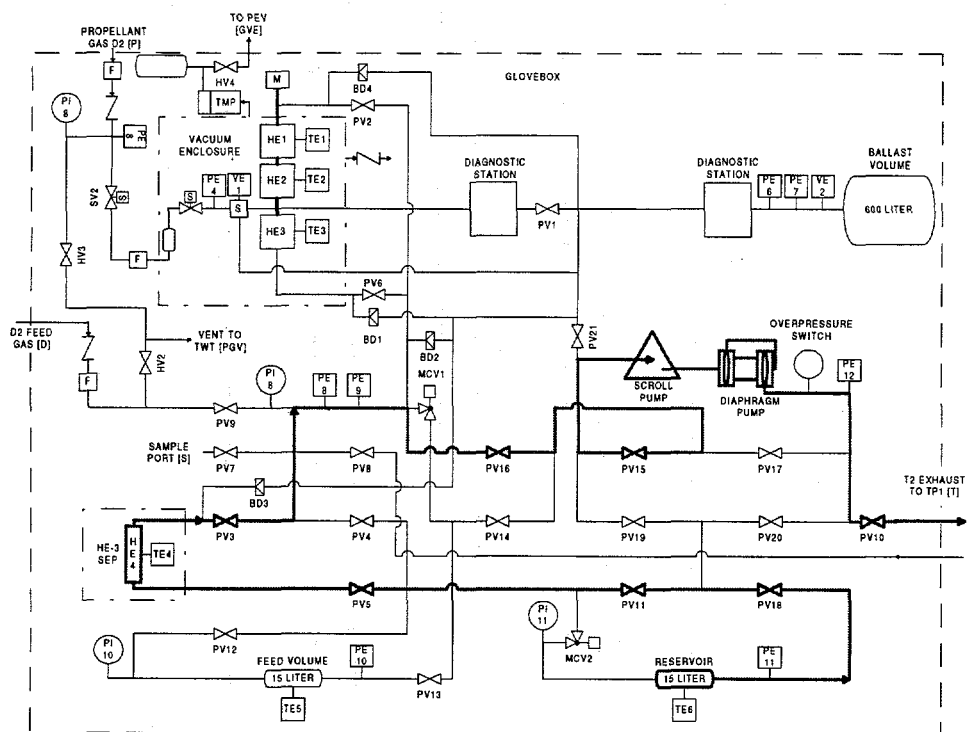 TO PEV
[GVE]
PROPELLANT
GAS D2 [P]
F
HV4
M
BD4
GLOVEBOX
PI
8
TMP
PV2
PE
8
VACUUM
ENCLOSURE
HE1
TE1
DIAGNOSTIC
STATION
DIAGNOSTIC
STATION
BALLAST
VOLUME
SV2
S
S
PE
4
VE
1
HE2
TE2
PE
6
PE
7
VE
2
S
HE3
TE3
PV1
600 LITER
HV3
F
PV6
D2 FEED
GAS [D]
VENT TO
TWT [PGV]
BD1
PV21
OVERPRESSURE
SWITCH
HV2
BD2
MCV1
F
PI
8
PE
8
PE
9
SCROLL
PUMP
DIAPHRAGM
PUMP
PE
12
PV9
SAMPLE
PORT [S]
PV7
PV8
PV16
PV15
PV17
T2 EXHAUST
TO TP1 [T]
BD3
PV3
PV4
PV14
PV19
PV20
PV10
HE-3
SEP
H
E
4
TE4
PV5
PV11
PV18
PI
11
PV12
PI
10
FEED VOLUME
PE
10
MCV2
RESERVOIR
PE
11
15 LITER
PV13
15 LITER
TE5
TE6